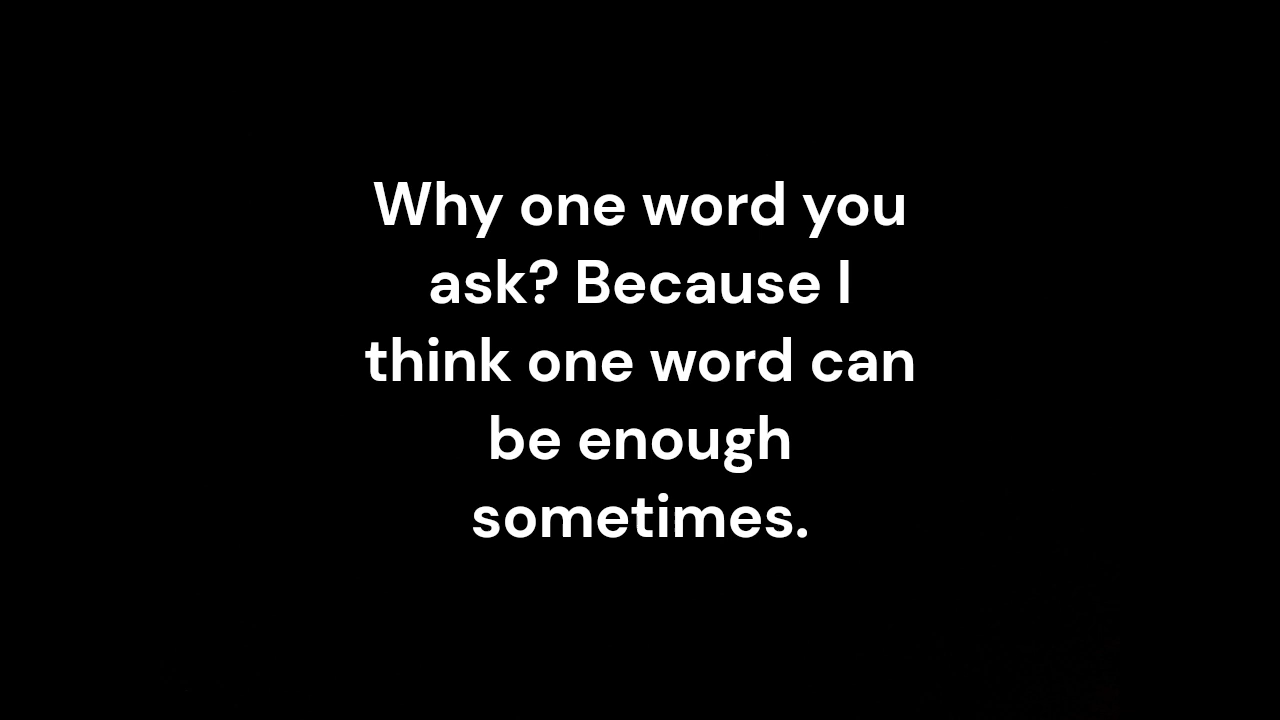 Why one word you
ask? Because I
think one word can
be enough
sometimes.